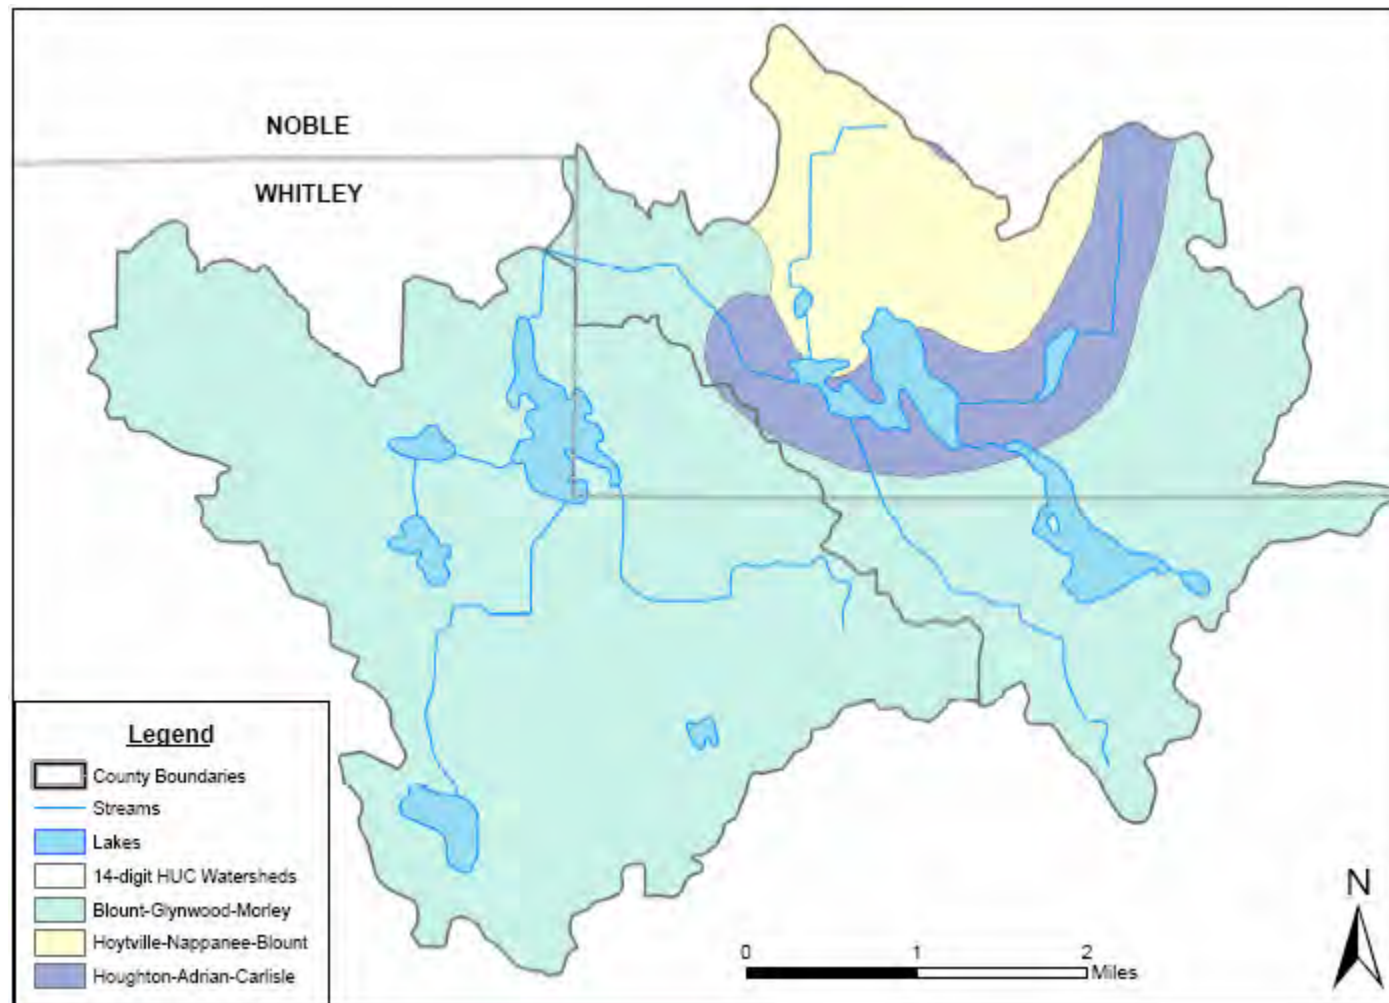 NOBLE
WHITLEY
Legend
County Boundaries
Streams
Lakes
14-digit HUC Watersheds
Blount-Glynwood-Morley
Hoytville-Nappanee-Blount
Houghton-Adrian-Carlisle
0 1 2
Miles
N